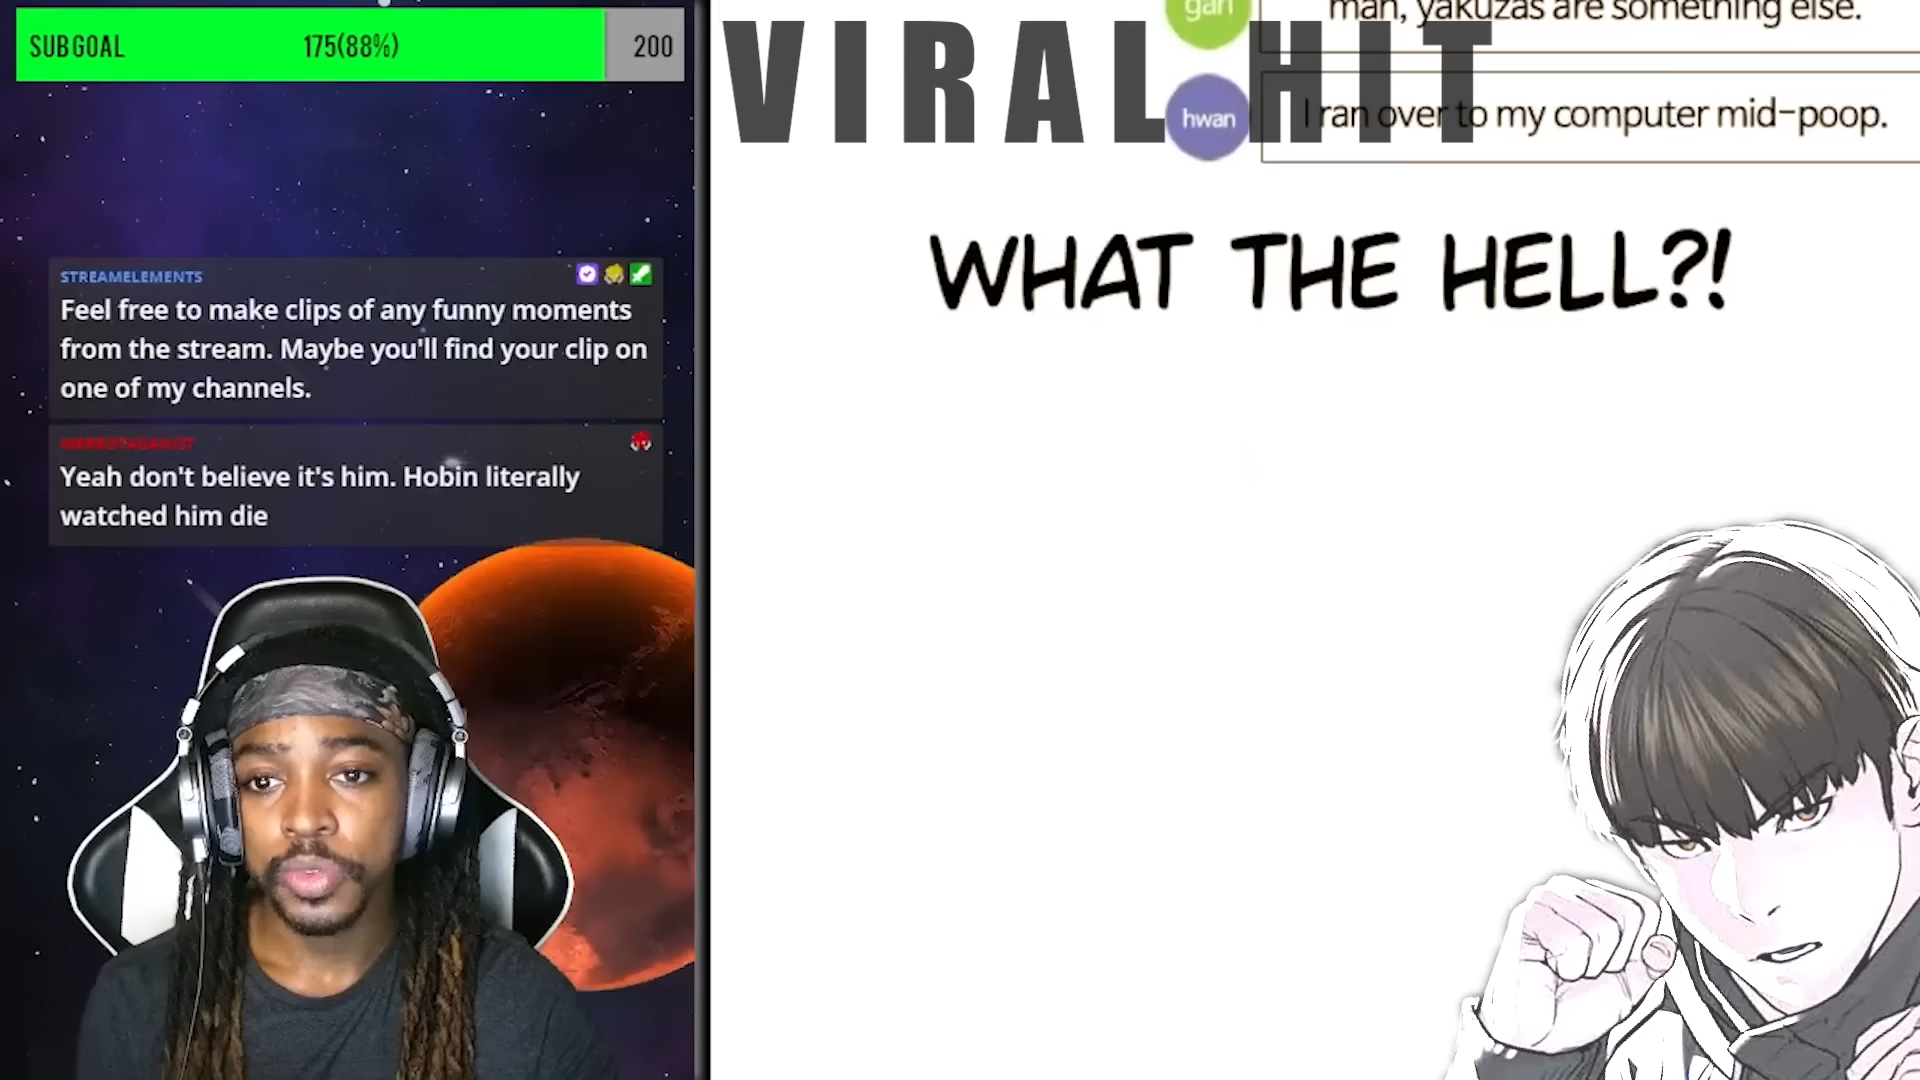 SUB GOAL 175(88%) 200
STREAMELEMENTS
Feel free to make clips of any funny moments
from the stream. Maybe you'll find your clip on
one of my channels.
Yeah don't believe it's him. Hobin literally
watched him die
gan
man, yakuzas are something else.
VIRAL HIT
hwan
I ran over to my computer mid-poop.
WHAT THE HELL?!